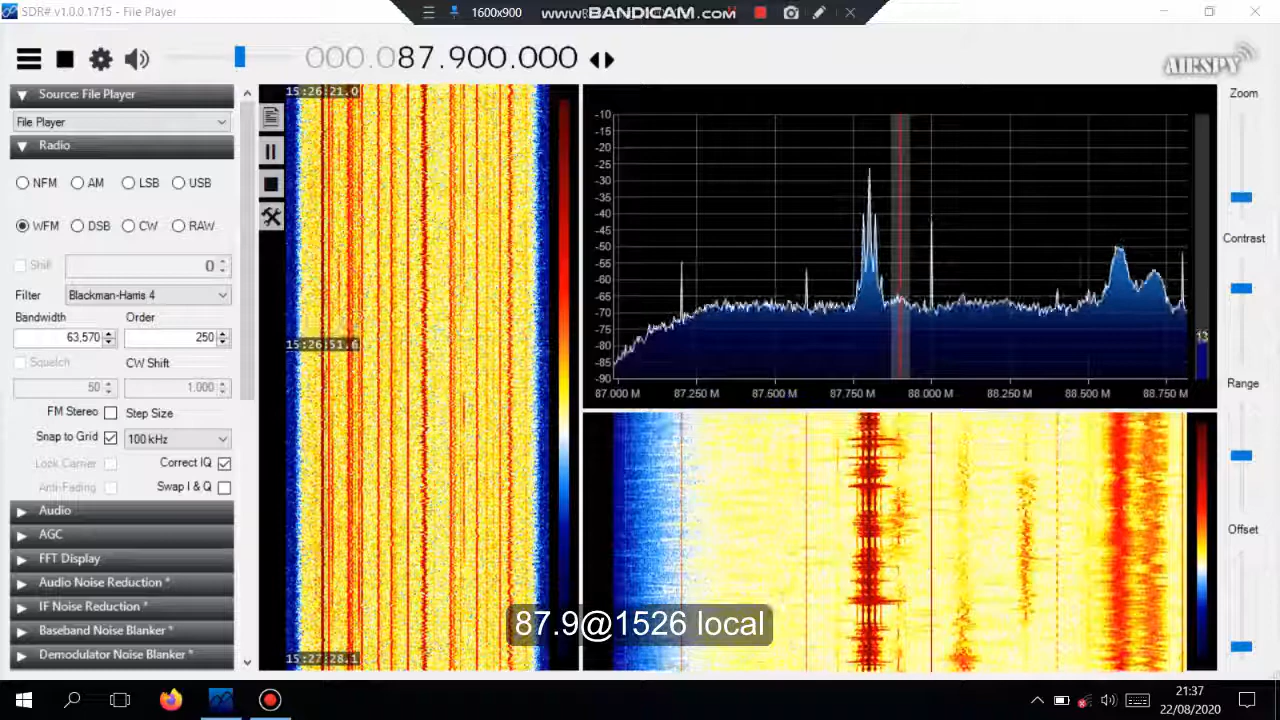 SDR# v1.0.0.1715 - File Player
1600x900
www.BANDICAM.com
000.087.900.000
AIRSPY
Source: File Player
File Player
Radio
NFM AM LSB USB
WFM DSB CW RAW
Shift 0
Filter Blackman-Harris 4
Bandwidth Order
63,570 250
Squelch CW Shift
50 1.000
FM Stereo Step Size
Snap to Grid 100 kHz
Lock Carrier Correct IQ
Anti-Fading Swap I & Q
Audio
AGC
FFT Display
Audio Noise Reduction *
IF Noise Reduction *
Baseband Noise Blanker *
Demodulator Noise Blanker *
15:26:21.0
15:26:51.6
15:27:28.1
-10
-15
-20
-25
-30
-35
-40
-45
-50
-55
-60
-65
-70
-75
-80
-85
-90
87.000 M 87.250 M 87.500 M 87.750 M 88.000 M 88.250 M 88.500 M 88.750 M
13
Zoom
Contrast
Range
Offset
87.9@1526 local
21:37
22/08/2020